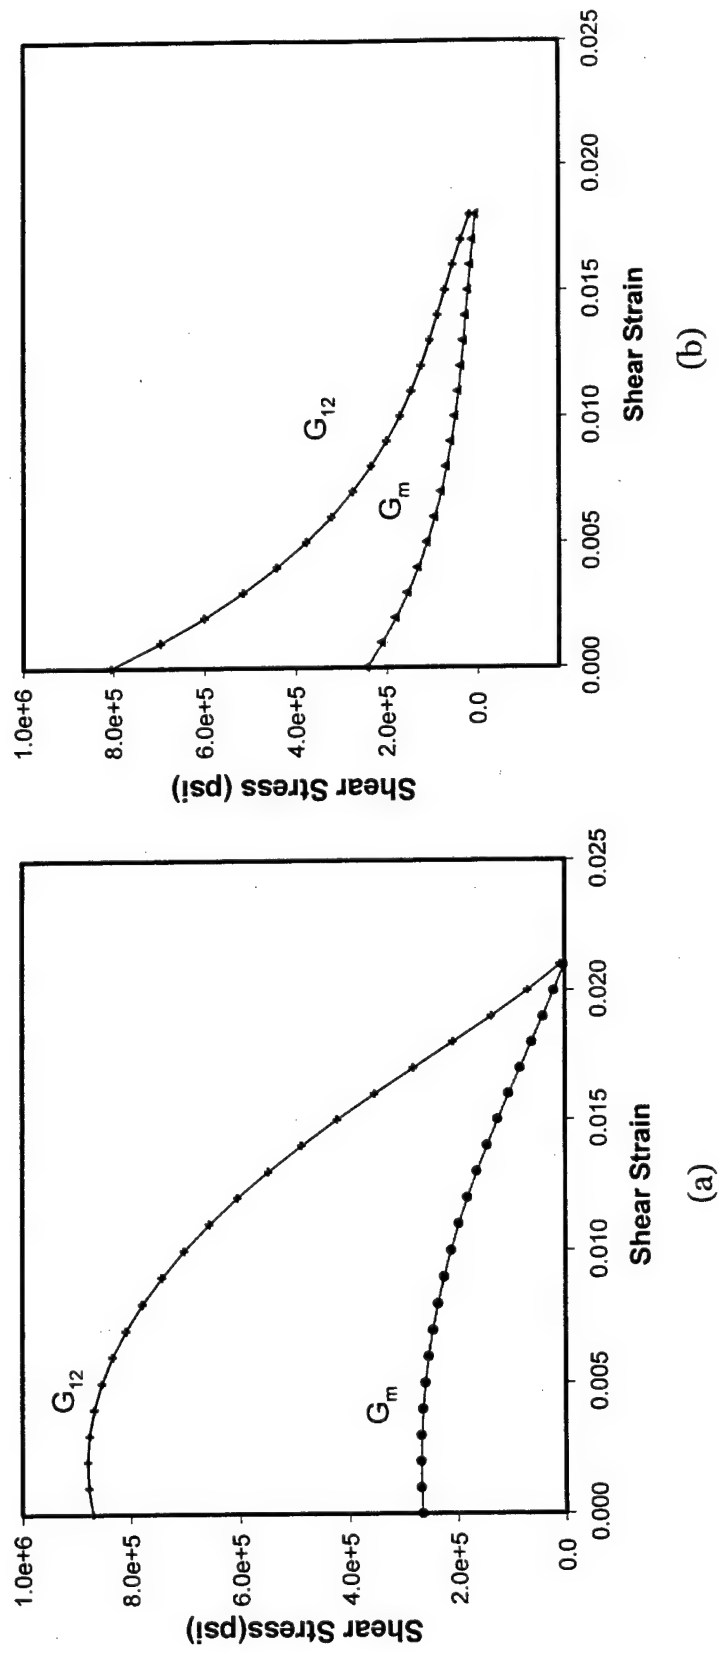 1.0e+6
8.0e+5
6.0e+5
4.0e+5
2.0e+5
0.0
Shear Stress(psi)
G12
Gm
0.000
0.005
0.010
0.015
0.020
0.025
Shear Strain
(a)
1.0e+6
8.0e+5
6.0e+5
4.0e+5
2.0e+5
0.0
Shear Stress (psi)
G12
Gm
0.000
0.005
0.010
0.015
0.020
0.025
Shear Strain
(b)